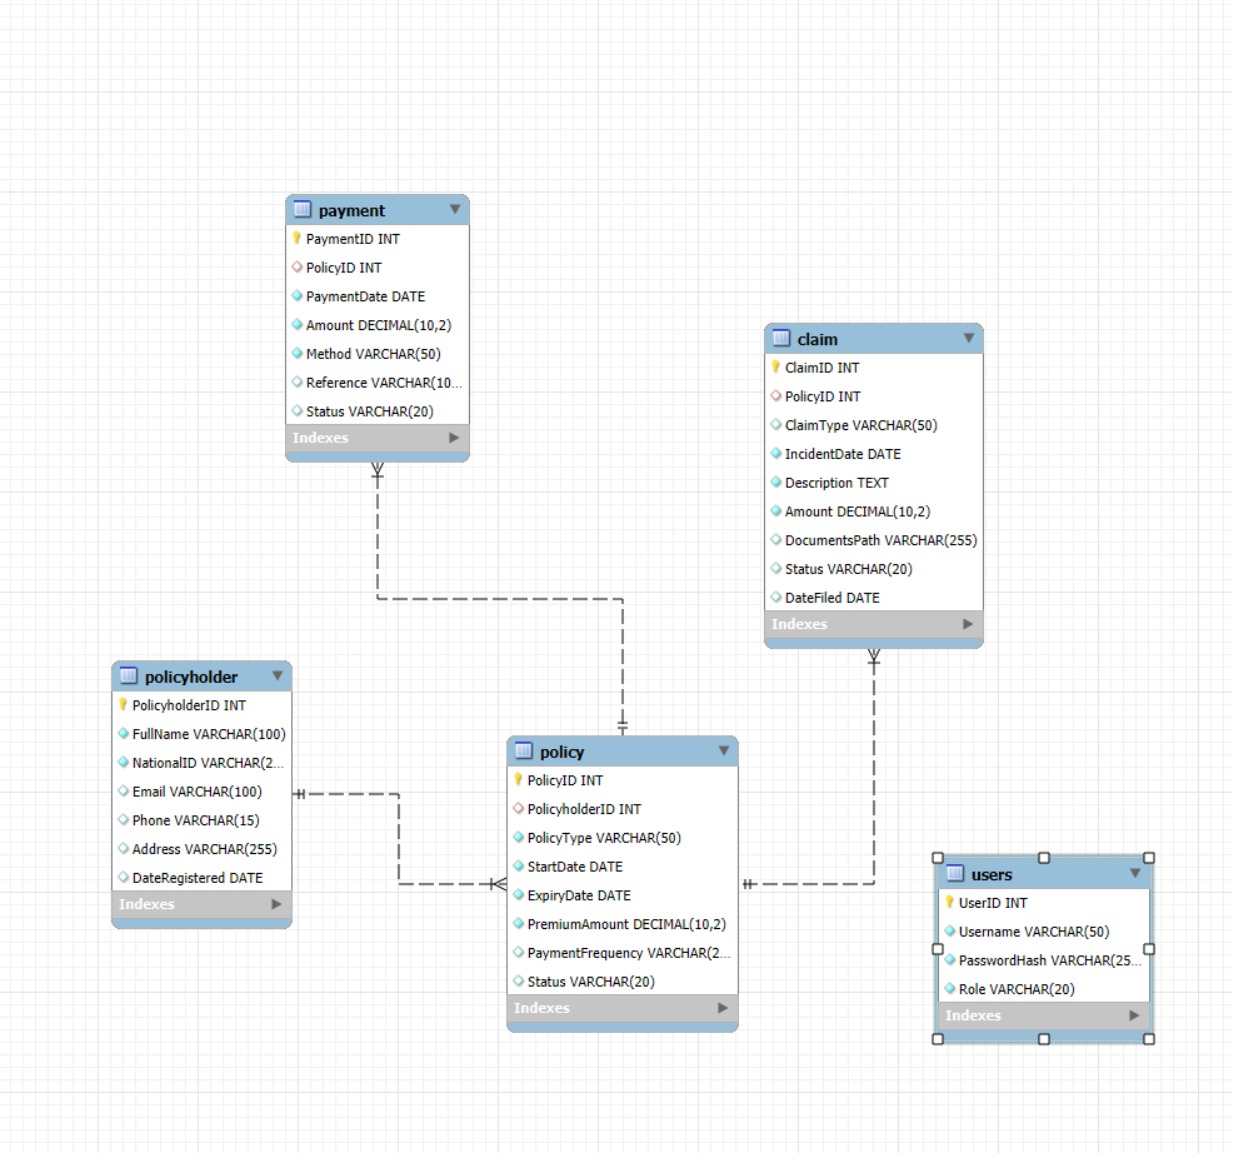 payment
PaymentID INT
PolicyID INT
PaymentDate DATE
Amount DECIMAL(10,2)
Method VARCHAR(50)
Reference VARCHAR(10...
Status VARCHAR(20)
Indexes
claim
ClaimID INT
PolicyID INT
ClaimType VARCHAR(50)
IncidentDate DATE
Description TEXT
Amount DECIMAL(10,2)
DocumentsPath VARCHAR(255)
Status VARCHAR(20)
DateFiled DATE
Indexes
policyholder
PolicyholderID INT
FullName VARCHAR(100)
NationalID VARCHAR(2...
Email VARCHAR(100)
Phone VARCHAR(15)
Address VARCHAR(255)
DateRegistered DATE
Indexes
policy
PolicyID INT
PolicyholderID INT
PolicyType VARCHAR(50)
StartDate DATE
ExpiryDate DATE
PremiumAmount DECIMAL(10,2)
PaymentFrequency VARCHAR(2...
Status VARCHAR(20)
Indexes
users
UserID INT
Username VARCHAR(50)
PasswordHash VARCHAR(25...
Role VARCHAR(20)
Indexes